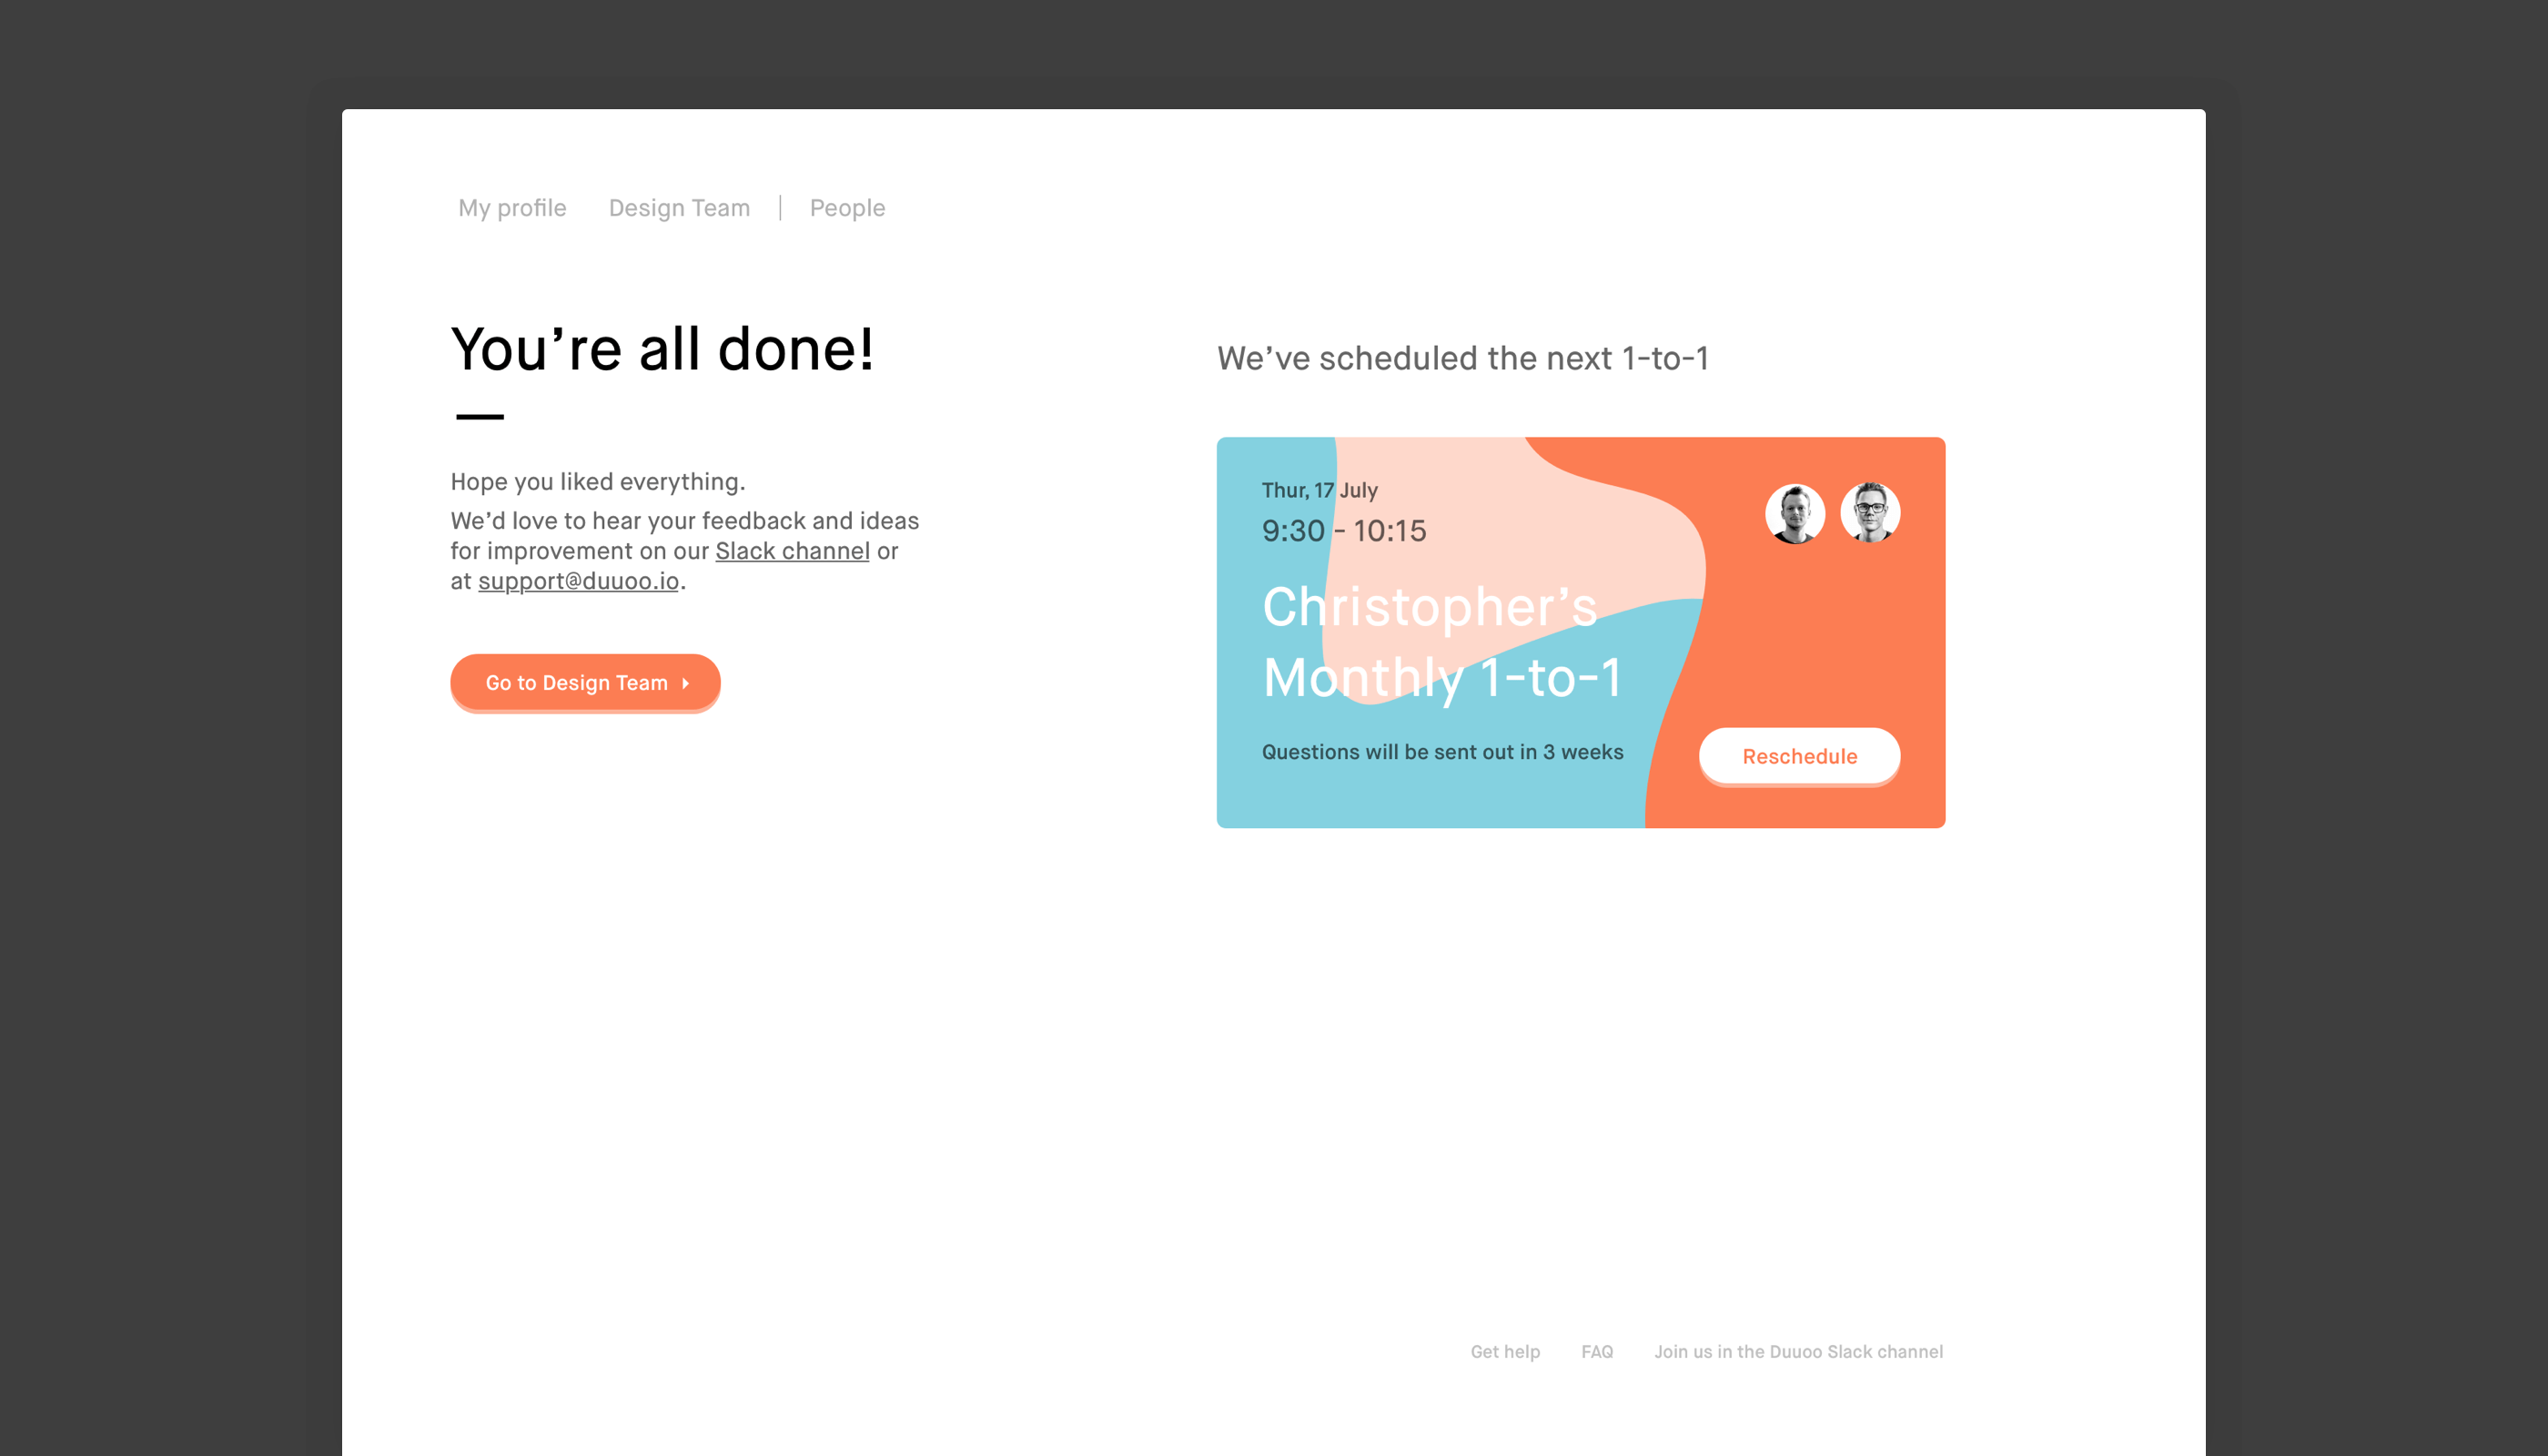 My profile Design Team People
You’re all done!
Hope you liked everything.
We’d love to hear your feedback and ideas
for improvement on our Slack channel or
at support@duuoo.io.
Go to Design Team
We’ve scheduled the next 1-to-1
Thur, 17 July
9:30 - 10:15
Christopher’s
Monthly 1-to-1
Questions will be sent out in 3 weeks
Reschedule
Get help FAQ Join us in the Duuoo Slack channel